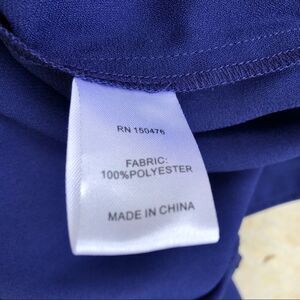 RN 150476
FABRIC:
100%POLYESTER
MADE IN CHINA